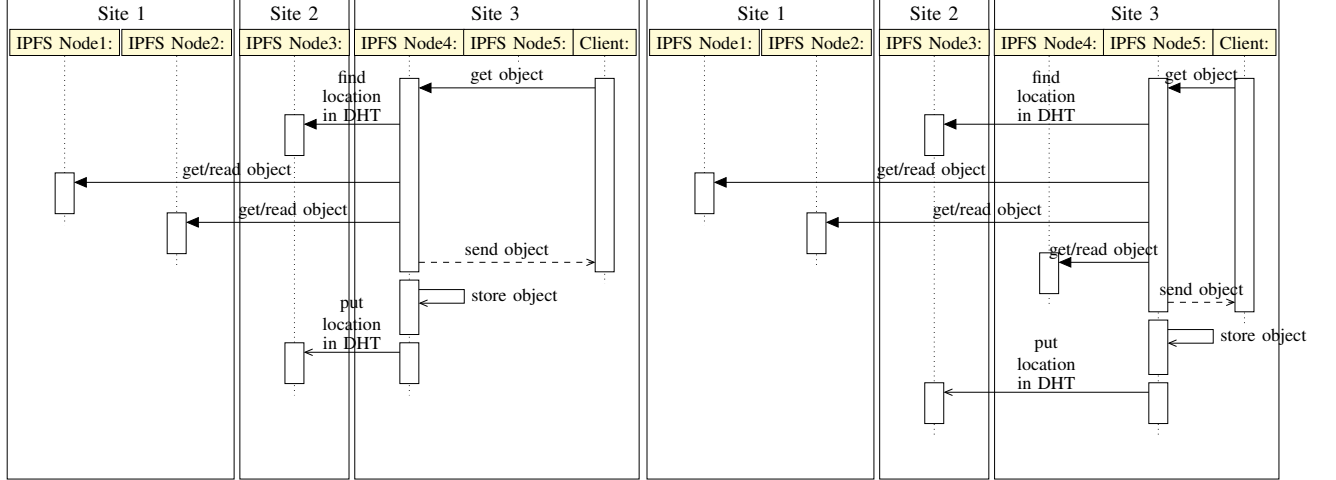 Site 1
Site 2
Site 3
IPFS Node1:
IPFS Node2:
IPFS Node3:
IPFS Node4:
IPFS Node5:
Client:
get object
find
location
in DHT
get/read object
get/read object
send object
store object
put
location
in DHT
Site 1
Site 2
Site 3
IPFS Node1:
IPFS Node2:
IPFS Node3:
IPFS Node4:
IPFS Node5:
Client:
get object
find
location
in DHT
get/read object
get/read object
get/read object
send object
store object
put
location
in DHT